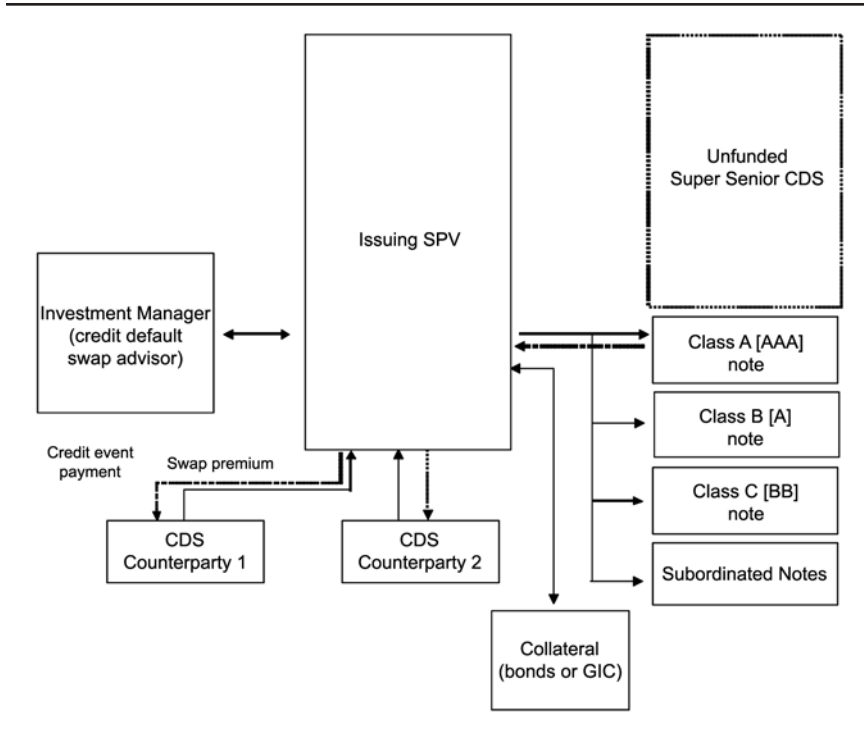 Unfunded
Super Senior CDS
Issuing SPV
Investment Manager
(credit default
swap advisor)
Class A [AAA]
note
Class B [A]
note
Credit event
payment
Swap premium
Class C [BB]
note
CDS
Counterparty 1
CDS
Counterparty 2
Subordinated Notes
Collateral
(bonds or GIC)